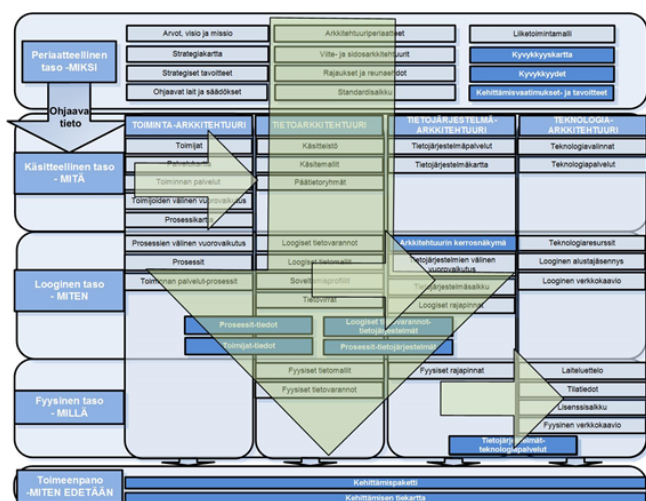 Periaatteellinen
taso -MIKSI
Arvot, visio ja missio
Strategiakartta
Strategiset tavoitteet
Ohjaavat lait ja säädökset
Arkkitehtuuriperiaatteet
Viite- ja sidosarkkitehtuurit
Rajaukset ja reunaehdot
Standardisalkku
Liiketoimintamalli
Kyvykkyyskartta
Kyvykkyydet
Kehittämisvaatimukset- ja tavoitteet
Ohjaava
tieto
TOIMINTA-ARKKITEHTUURI
TIETOARKKITEHTUURI
TIETOJÄRJESTELMÄ-
ARKKITEHTUURI
TEKNOLOGIA-
ARKKITEHTUURI
Käsitteellinen taso
- MITÄ
Toimijat
Palvelukartta
Toiminnan palvelut
Toimijoiden välinen vuorovaikutus
Prosessikartta
Käsitteistö
Käsitemallit
Päätietoryhmät
Tietojärjestelmäpalvelut
Tietojärjestelmäkartta
Teknologiavalinnat
Teknologiapalvelut
Looginen taso
- MITEN
Prosessien välinen vuorovaikutus
Prosessit
Toiminnan palvelut-prosessit
Loogiset tietovarannot
Loogiset tietomallit
Sovellusprofiilit
Tietovirrat
Arkkitehtuurin kerrosnäkymä
Tietojärjestelmien välinen
vuorovaikutus
Tietojärjestelmäsalkku
Loogiset rajapinnat
Teknologiaresurssit
Looginen alustajäsennys
Looginen verkkokaavio
Prosessit-tiedot
Toimijat-tiedot
Loogiset tietovarannot-
tietojärjestelmät
Prosessit-tietojärjestelmät
Fyysinen taso
- MILLÄ
Fyysiset tietomallit
Fyysiset tietovarannot
Fyysiset rajapinnat
Laiteluettelo
Tilatiedot
Lisenssisalkku
Fyysinen verkkokaavio
Tietojärjestelmät-
teknologiapalvelut
Toimeenpano
-MITEN EDETÄÄN
Kehittämispaketti
Kehittämisen tiekartta